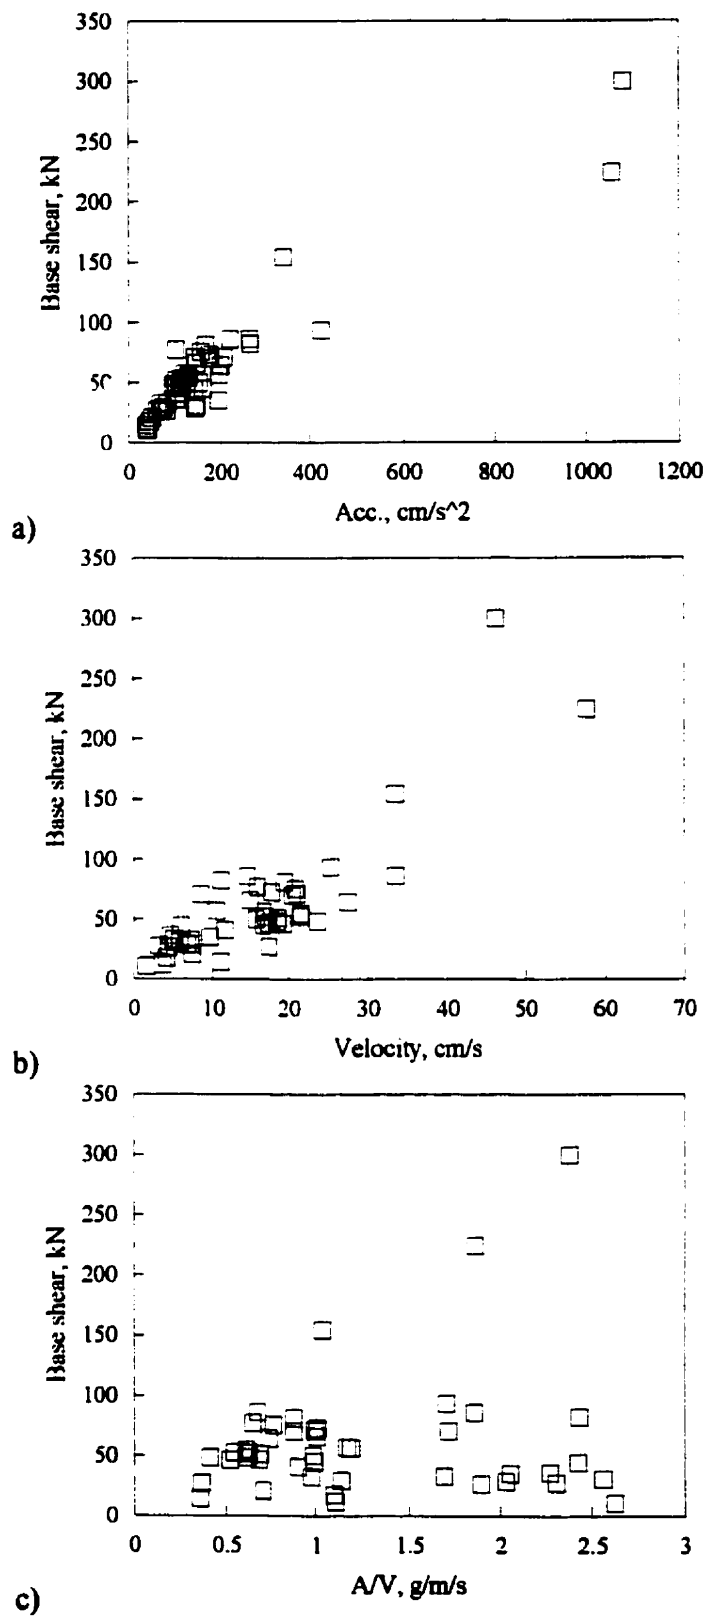 350
300
250
200
150
100
50
0
Base shear, kN
0 200 400 600 800 1000 1200
Acc., cm/s^2
a)
350
300
250
200
150
100
50
0
Base shear, kN
0 10 20 30 40 50 60 70
Velocity, cm/s
b)
350
300
250
200
150
100
50
0
Base shear, kN
0 0.5 1 1.5 2 2.5 3
A/V, g/m/s
c)